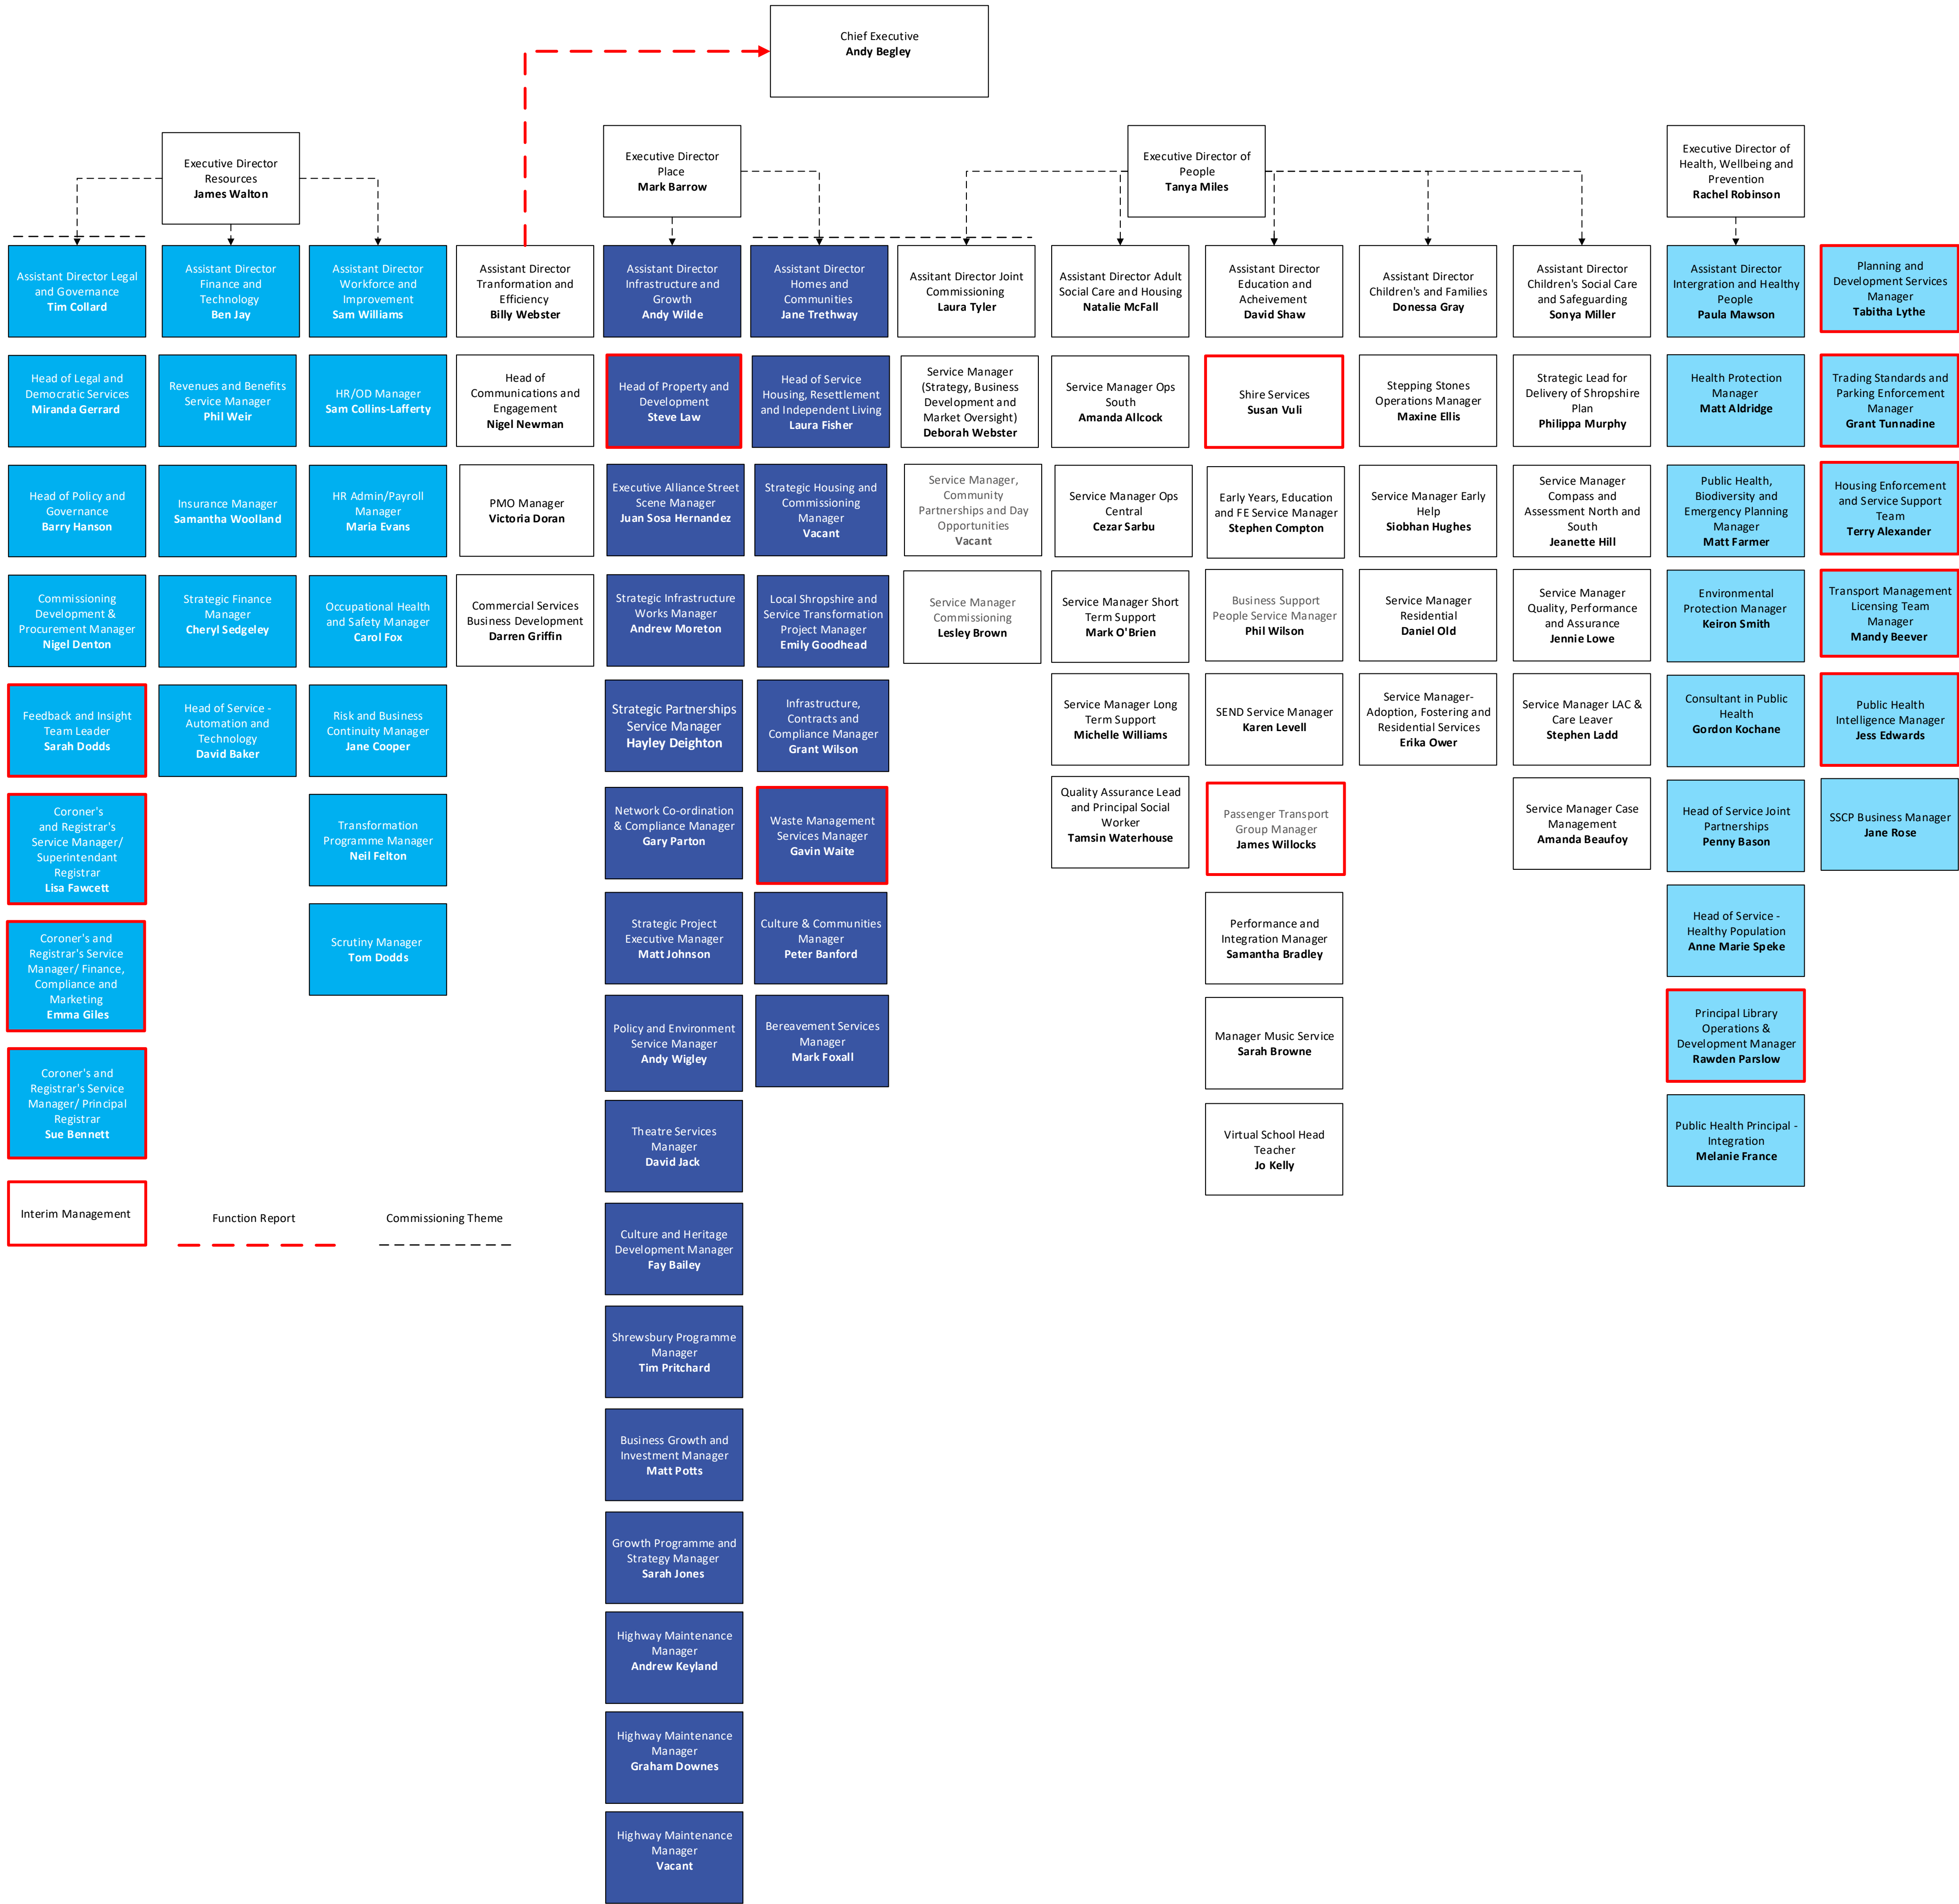 Chief Executive
Andy Begley
Executive Director
Resources
James Walton
Executive Director
Place
Mark Barrow
Executive Director of
People
Tanya Miles
Executive Director of
Health, Wellbeing and
Prevention
Rachel Robinson
Assistant Director Legal
and Governance
Tim Collard
Assistant Director
Finance and
Technology
Ben Jay
Assistant Director
Workforce and
Improvement
Sam Williams
Assistant Director
Tranformation and
Efficiency
Billy Webster
Assistant Director
Infrastructure and
Growth
Andy Wilde
Assistant Director
Homes and
Communities
Jane Trethway
Assitant Director Joint
Commissioning
Laura Tyler
Assistant Director Adult
Social Care and Housing
Natalie McFall
Assistant Director
Education and
Acheivement
David Shaw
Assistant Director
Children's and Families
Donessa Gray
Assistant Director
Children's Social Care
and Safeguarding
Sonya Miller
Assistant Director
Intergration and Healthy
People
Paula Mawson
Planning and
Development Services
Manager
Tabitha Lythe
Head of Legal and
Democratic Services
Miranda Gerrard
Revenues and Benefits
Service Manager
Phil Weir
HR/OD Manager
Sam Collins-Lafferty
Head of
Communications and
Engagement
Nigel Newman
Head of Property and
Development
Steve Law
Head of Service
Housing, Resettlement
and Independent Living
Laura Fisher
Service Manager
(Strategy, Business
Development and
Market Oversight)
Deborah Webster
Service Manager Ops
South
Amanda Allcock
Shire Services
Susan Vuli
Stepping Stones
Operations Manager
Maxine Ellis
Strategic Lead for
Delivery of Shropshire
Plan
Philippa Murphy
Health Protection
Manager
Matt Aldridge
Trading Standards and
Parking Enforcement
Manager
Grant Tunnadine
Head of Policy and
Governance
Barry Hanson
Insurance Manager
Samantha Woolland
HR Admin/Payroll
Manager
Maria Evans
PMO Manager
Victoria Doran
Executive Alliance Street
Scene Manager
Juan Sosa Hernandez
Strategic Housing and
Commissioning
Manager
Vacant
Service Manager,
Community
Partnerships and Day
Opportunities
Vacant
Service Manager Ops
Central
Cezar Sarbu
Early Years, Education
and FE Service Manager
Stephen Compton
Service Manager Early
Help
Siobhan Hughes
Service Manager
Compass and
Assessment North and
South
Jeanette Hill
Public Health,
Biodiversity and
Emergency Planning
Manager
Matt Farmer
Housing Enforcement
and Service Support
Team
Terry Alexander
Commissioning
Development &
Procurement Manager
Nigel Denton
Strategic Finance
Manager
Cheryl Sedgeley
Occupational Health
and Safety Manager
Carol Fox
Commercial Services
Business Development
Darren Griffin
Strategic Infrastructure
Works Manager
Andrew Moreton
Local Shropshire and
Service Transformation
Project Manager
Emily Goodhead
Service Manager
Commissioning
Lesley Brown
Service Manager Short
Term Support
Mark O'Brien
Business Support
People Service Manager
Phil Wilson
Service Manager
Residential
Daniel Old
Service Manager
Quality, Performance
and Assurance
Jennie Lowe
Environmental
Protection Manager
Keiron Smith
Transport Management
Licensing Team
Manager
Mandy Beever
Feedback and Insight
Team Leader
Sarah Dodds
Head of Service -
Automation and
Technology
David Baker
Risk and Business
Continuity Manager
Jane Cooper
Strategic Partnerships
Service Manager
Hayley Deighton
Infrastructure,
Contracts and
Compliance Manager
Grant Wilson
Service Manager Long
Term Support
Michelle Williams
SEND Service Manager
Karen Levell
Service Manager-
Adoption, Fostering and
Residential Services
Erika Ower
Service Manager LAC &
Care Leaver
Stephen Ladd
Consultant in Public
Health
Gordon Kochane
Public Health
Intelligence Manager
Jess Edwards
Coroner's
and Registrar's
Service Manager/
Superintendant
Registrar
Lisa Fawcett
Transformation
Programme Manager
Neil Felton
Network Co-ordination
& Compliance Manager
Gary Parton
Waste Management
Services Manager
Gavin Waite
Quality Assurance Lead
and Principal Social
Worker
Tamsin Waterhouse
Passenger Transport
Group Manager
James Willocks
Service Manager Case
Management
Amanda Beaufoy
Head of Service Joint
Partnerships
Penny Bason
SSCP Business Manager
Jane Rose
Coroner's and
Registrar's Service
Manager/ Finance,
Compliance and
Marketing
Emma Giles
Scrutiny Manager
Tom Dodds
Strategic Project
Executive Manager
Matt Johnson
Culture & Communities
Manager
Peter Banford
Performance and
Integration Manager
Samantha Bradley
Head of Service -
Healthy Population
Anne Marie Speke
Coroner's and
Registrar's Service
Manager/ Principal
Registrar
Sue Bennett
Policy and Environment
Service Manager
Andy Wigley
Bereavement Services
Manager
Mark Foxall
Manager Music Service
Sarah Browne
Principal Library
Operations &
Development Manager
Rawden Parslow
Theatre Services
Manager
David Jack
Virtual School Head
Teacher
Jo Kelly
Public Health Principal -
Integration
Melanie France
Interim Management
Function Report
Commissioning Theme
Culture and Heritage
Development Manager
Fay Bailey
Shrewsbury Programme
Manager
Tim Pritchard
Business Growth and
Investment Manager
Matt Potts
Growth Programme and
Strategy Manager
Sarah Jones
Highway Maintenance
Manager
Andrew Keyland
Highway Maintenance
Manager
Graham Downes
Highway Maintenance
Manager
Vacant